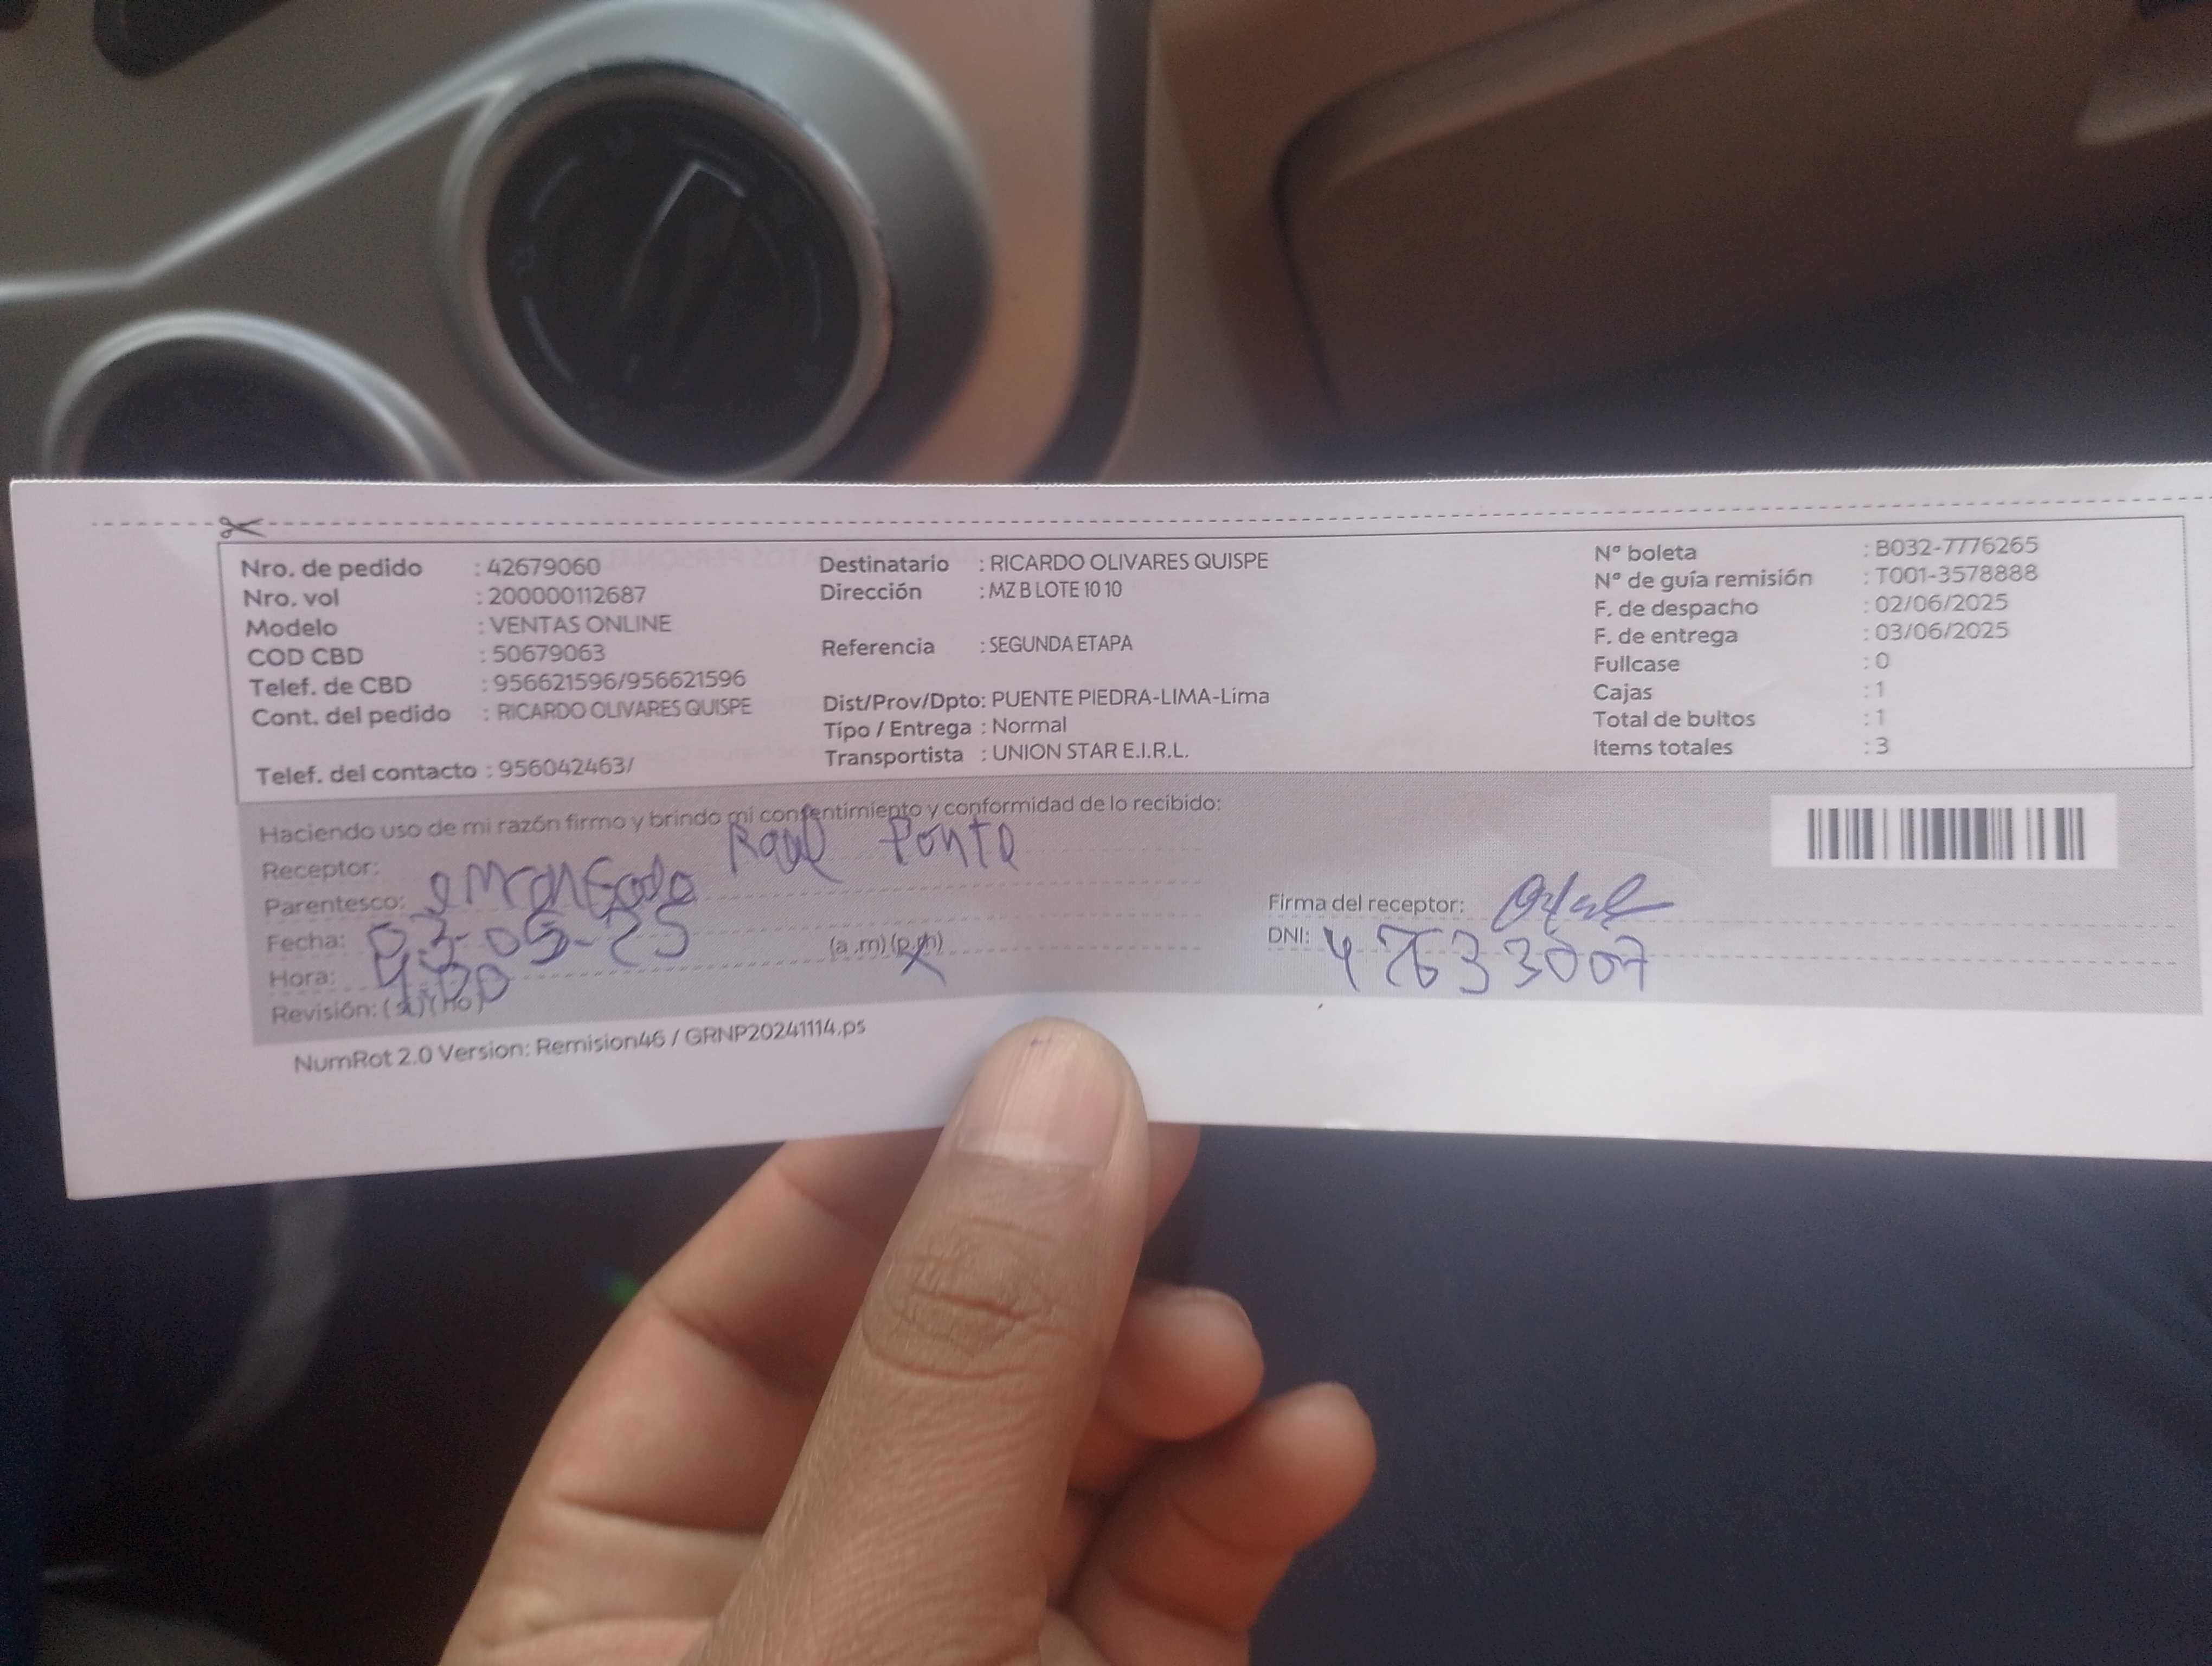 Nro. de pedido : 42679060
Nro. vol : 200000112687
Modelo : VENTAS ONLINE
COD CBD : 50679063
Telef. de CBD : 956621596/956621596
Cont. del pedido : RICARDO OLIVARES QUISPE
Telef. del contacto : 956042463/
Destinatario : RICARDO OLIVARES QUISPE
Dirección : MZ B LOTE 10 10
Referencia : SEGUNDA ETAPA
Dist/Prov/Dpto: PUENTE PIEDRA-LIMA-Lima
Tipo / Entrega : Normal
Transportista : UNION STAR E.I.R.L.
N° boleta : B032-7776265
N° de guía remisión : T001-3578888
F. de despacho : 02/06/2025
F. de entrega : 03/06/2025
Fullcase : 0
Cajas : 1
Total de bultos : 1
Items totales : 3
Haciendo uso de mi razón firmo y brindo mi consentimiento y conformidad de lo recibido:
Receptor: Raul Ponte
Parentesco:
Fecha: 03-05-25
Hora: 4:00 (a.m) (p.m)
Revisión: (si) (no)
Firma del receptor:
DNI:
NumRot 2.0 Version: Remision46 / GRNP20241114.ps